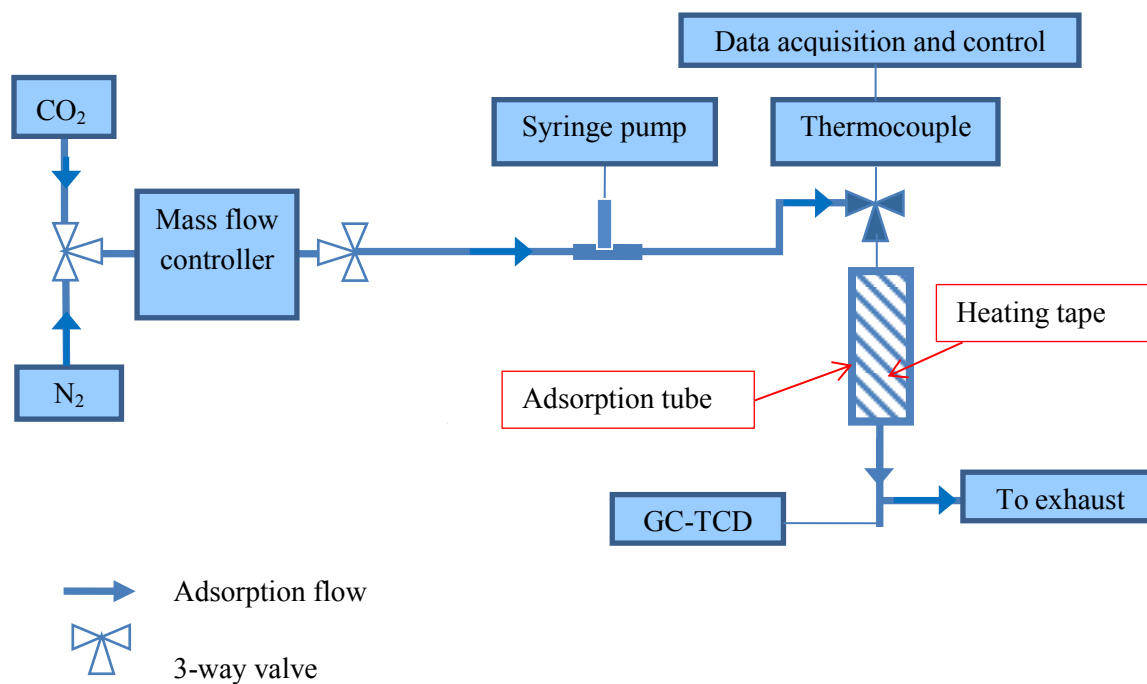 Data acquisition and control
CO₂
Syringe pump
Thermocouple
Mass flow
controller
Heating tape
N₂
Adsorption tube
GC-TCD
To exhaust
Adsorption flow
3-way valve